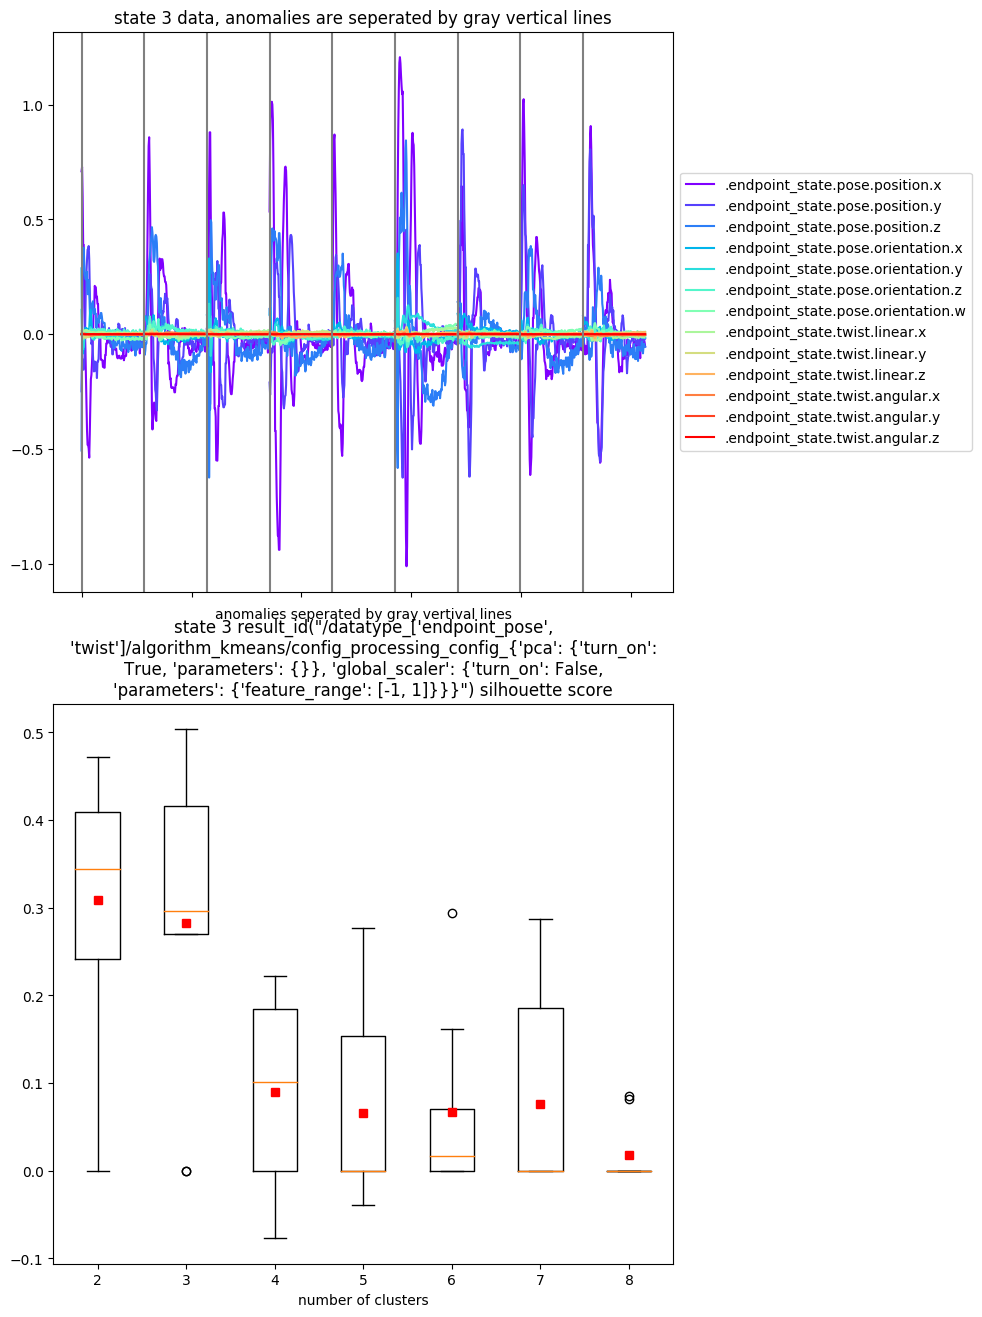 state 3 data, anomalies are seperated by gray vertical lines
1.0
0.5
0.0
−0.5
−1.0
.endpoint_state.pose.position.x
.endpoint_state.pose.position.y
.endpoint_state.pose.position.z
.endpoint_state.pose.orientation.x
.endpoint_state.pose.orientation.y
.endpoint_state.pose.orientation.z
.endpoint_state.pose.orientation.w
.endpoint_state.twist.linear.x
.endpoint_state.twist.linear.y
.endpoint_state.twist.linear.z
.endpoint_state.twist.angular.x
.endpoint_state.twist.angular.y
.endpoint_state.twist.angular.z
anomalies seperated by gray vertival lines
state 3 result_id("/datatype_['endpoint_pose',
'twist']/algorithm_kmeans/config_processing_config_{'pca': {'turn_on':
True, 'parameters': {}}, 'global_scaler': {'turn_on': False,
'parameters': {'feature_range': [-1, 1]}}}") silhouette score
0.5
0.4
0.3
0.2
0.1
0.0
−0.1
2 3 4 5 6 7 8
number of clusters